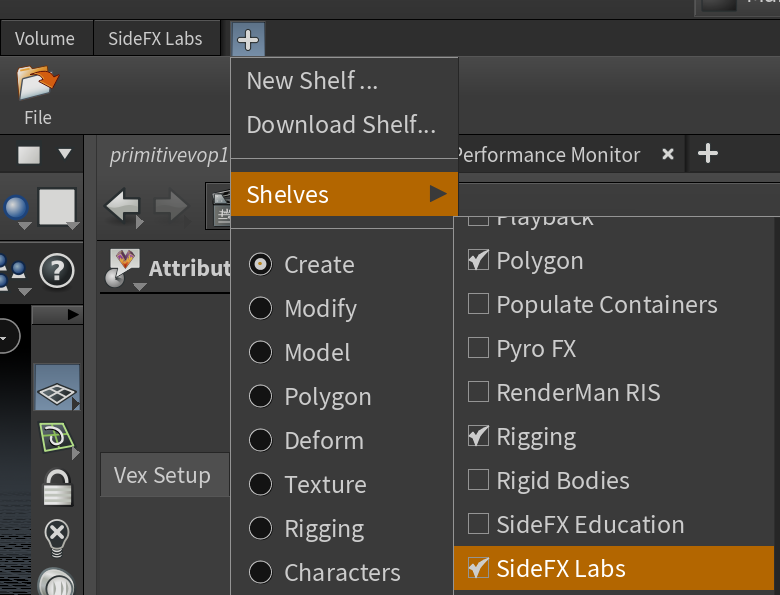 Volume
SideFX Labs
File
New Shelf ...
Download Shelf...
primitivevop1
Performance Monitor
Shelves
Attribut
Vex Setup
Create
Modify
Model
Polygon
Deform
Texture
Rigging
Characters
Playback
Polygon
Populate Containers
Pyro FX
RenderMan RIS
Rigging
Rigid Bodies
SideFX Education
SideFX Labs